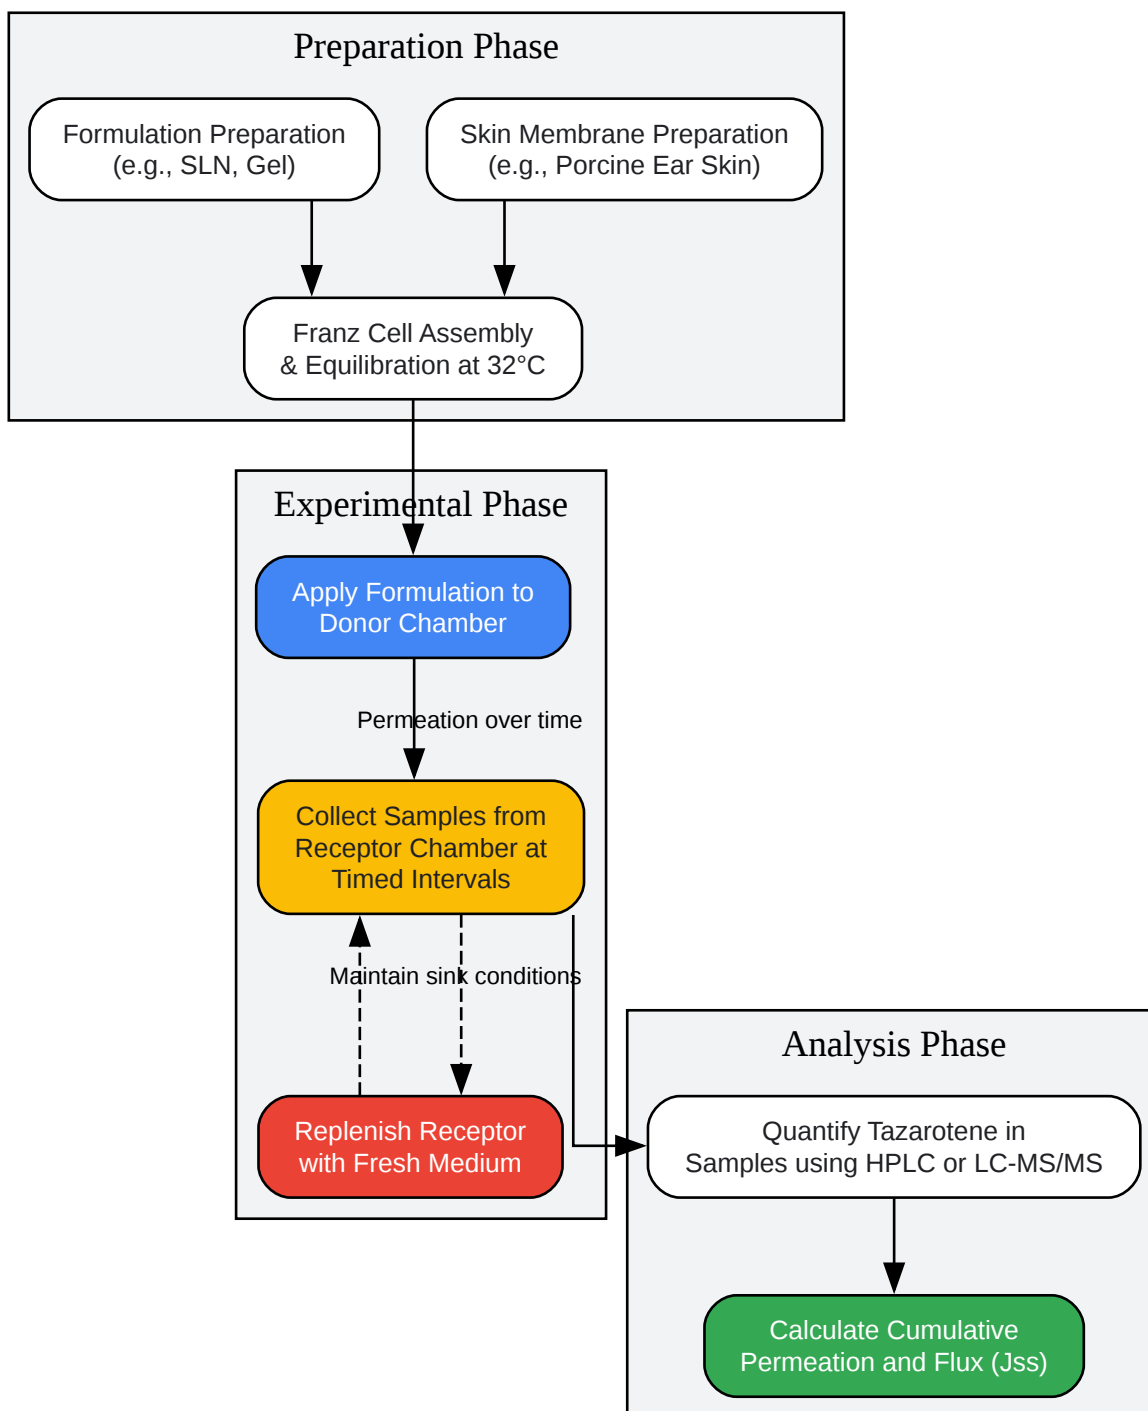 Preparation Phase
Formulation Preparation
(e.g., SLN, Gel)
Skin Membrane Preparation
(e.g., Porcine Ear Skin)
Franz Cell Assembly
& Equilibration at 32°C
Experimental Phase
Apply Formulation to
Donor Chamber
Permeation over time
Collect Samples from
Receptor Chamber at
Timed Intervals
Maintain sink conditions
Replenish Receptor
with Fresh Medium
Analysis Phase
Quantify Tazarotene in
Samples using HPLC or LC-MS/MS
Calculate Cumulative
Permeation and Flux (Jss)